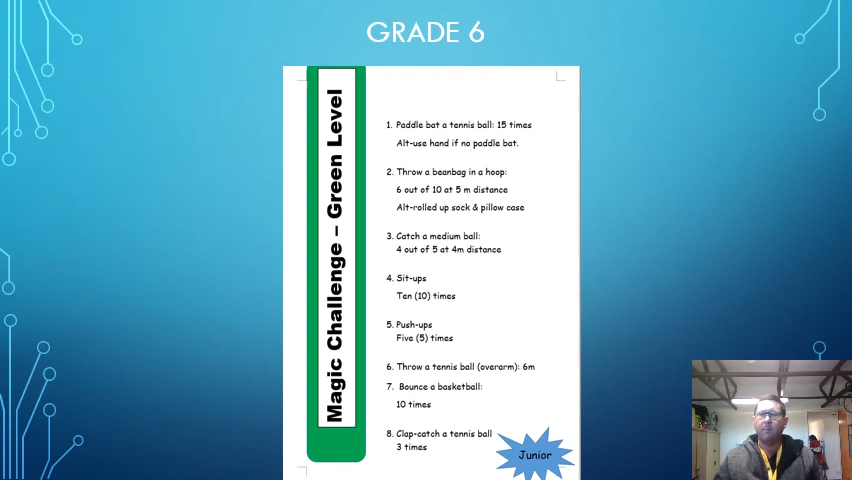 GRADE 6
Magic Challenge – Green Level
1. Paddle bat a tennis ball: 15 times
Alt-use hand if no paddle bat.
2. Throw a beanbag in a hoop:
6 out of 10 at 5 m distance
Alt-rolled up sock & pillow case
3. Catch a medium ball:
4 out of 5 at 4m distance
4. Sit-ups
Ten (10) times
5. Push-ups
Five (5) times
6. Throw a tennis ball (overarm): 6m
7. Bounce a basketball:
10 times
8. Clap-catch a tennis ball
3 times
Junior